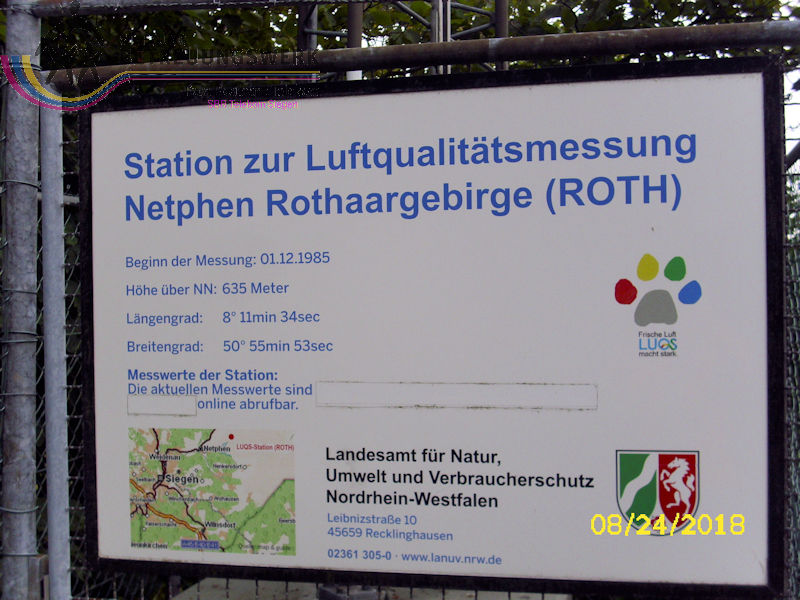 Station zur Luftqualitätsmessung
Netphen Rothaargebirge (ROTH)
Beginn der Messung: 01.12.1985
Höhe über NN: 635 Meter
Längengrad: 8° 11min 34sec
Breitengrad: 50° 55min 53sec
Frische Luft
LUQS
macht stark.
Messwerte der Station:
Die aktuellen Messwerte sind
online abrufbar.
Netphen
LUQS-Station (ROTH)
Weidenau
Siegen
Wilnsdorf
Landesamt für Natur,
Umwelt und Verbraucherschutz
Nordrhein-Westfalen
Leibnizstraße 10
45659 Recklinghausen
02361 305-0 · www.lanuv.nrw.de
08/24/2018